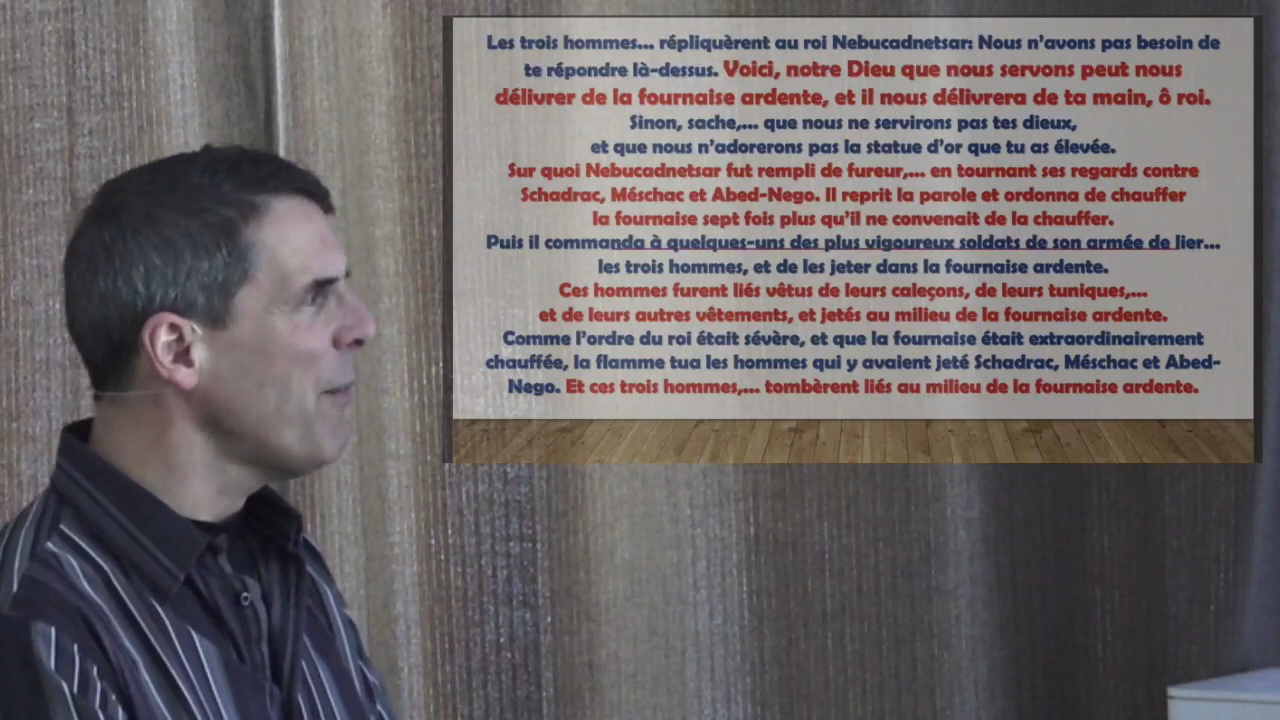 Les trois hommes... répliquèrent au roi Nebucadnetsar: Nous n'avons pas besoin de
te répondre là-dessus. Voici, notre Dieu que nous servons peut nous
délivrer de la fournaise ardente, et il nous délivrera de ta main, ô roi.
Sinon, sache,... que nous ne servirons pas tes dieux,
et que nous n'adorerons pas la statue d'or que tu as élevée.
Sur quoi Nebucadnetsar fut rempli de fureur,... en tournant ses regards contre
Schadrac, Méschac et Abed-Nego. Il reprit la parole et ordonna de chauffer
la fournaise sept fois plus qu'il ne convenait de la chauffer.
Puis il commanda à quelques-uns des plus vigoureux soldats de son armée de lier...
les trois hommes, et de les jeter dans la fournaise ardente.
Ces hommes furent liés vêtus de leurs caleçons, de leurs tuniques,...
et de leurs autres vêtements, et jetés au milieu de la fournaise ardente.
Comme l'ordre du roi était sévère, et que la fournaise était extraordinairement
chauffée, la flamme tua les hommes qui y avaient jeté Schadrac, Méschac et Abed-
Nego. Et ces trois hommes,... tombèrent liés au milieu de la fournaise ardente.